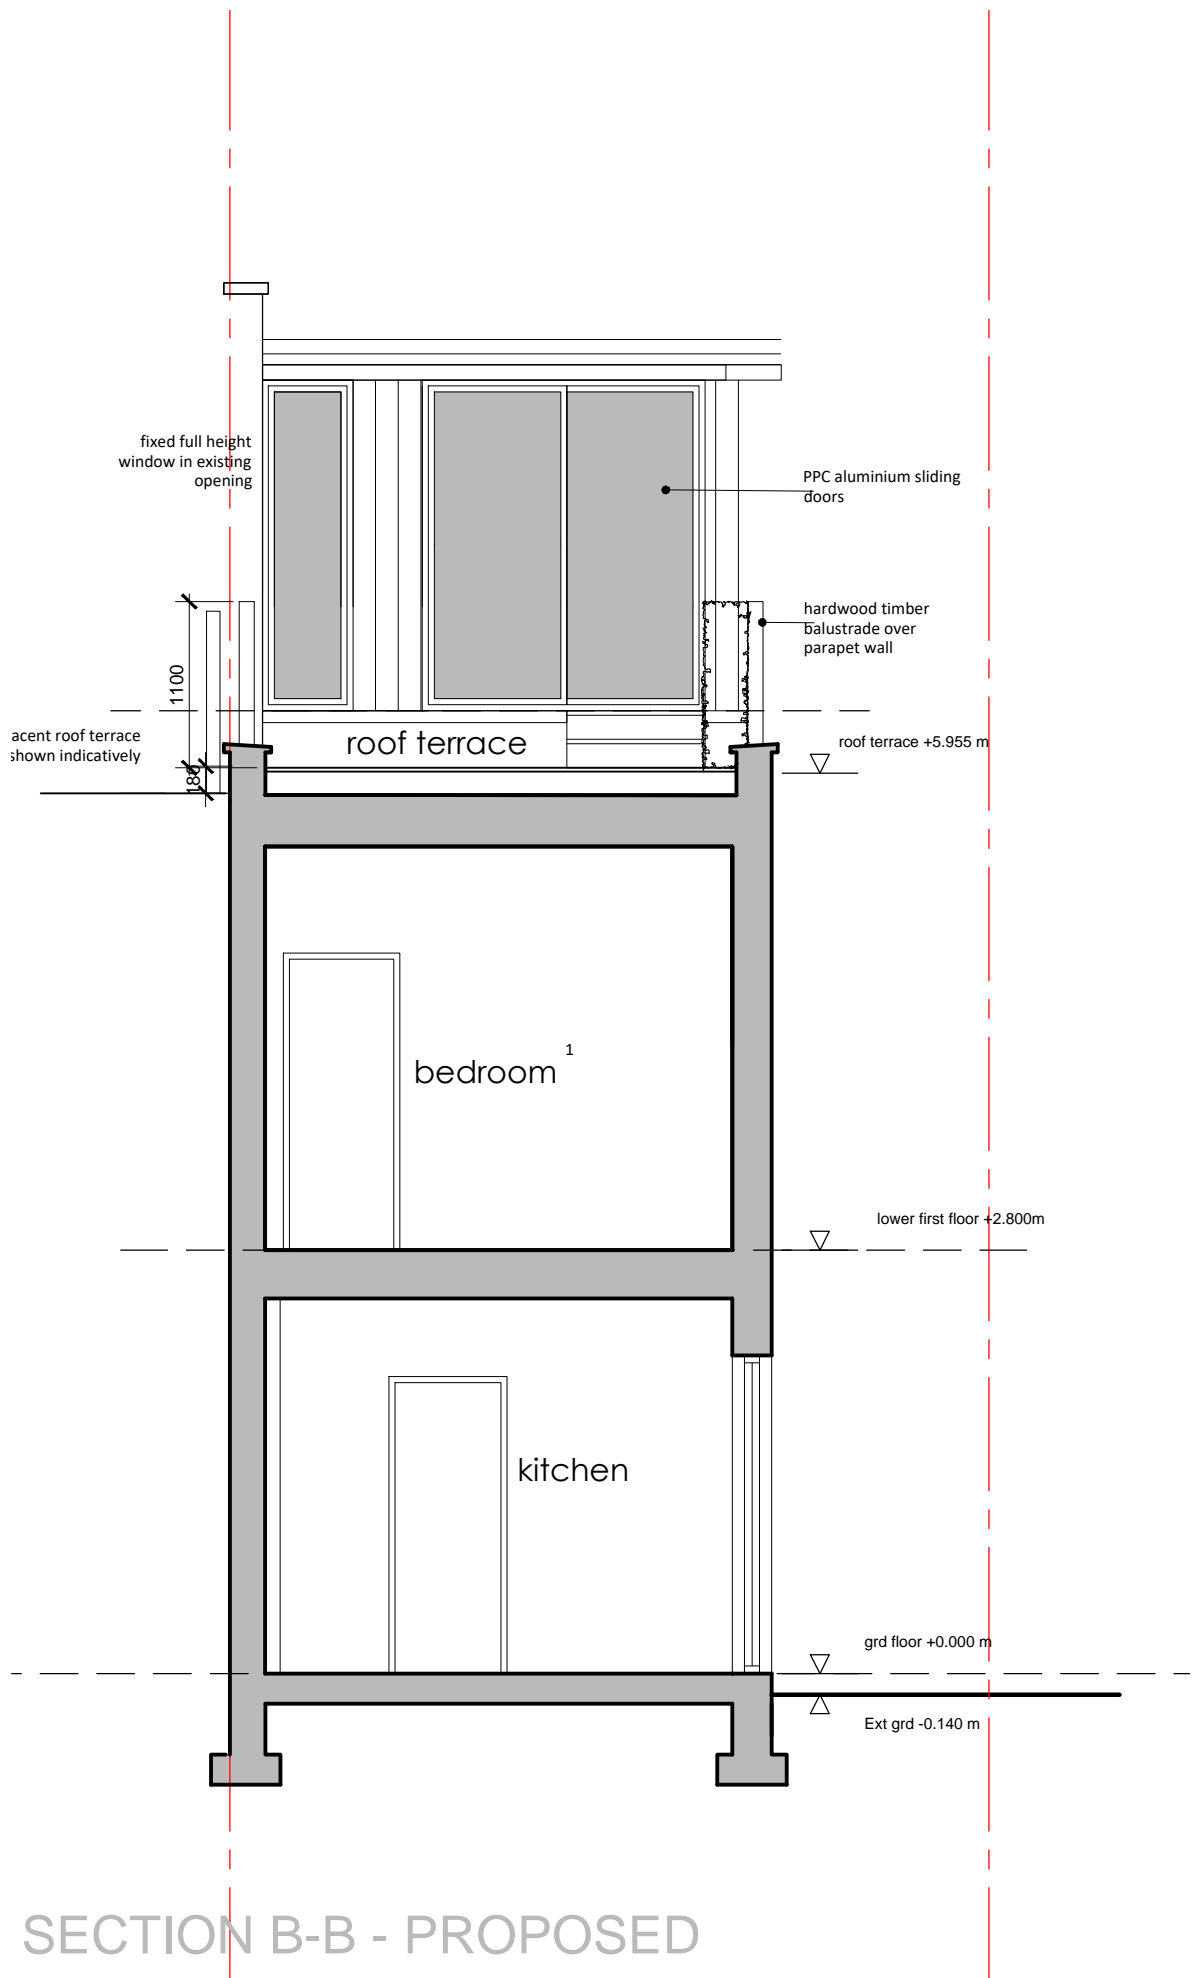 fixed full height
window in existing
opening
PPC aluminium sliding
doors
hardwood timber
balustrade over
parapet wall
1100
acent roof terrace
shown indicatively
roof terrace
roof terrace +5.955 m
bedroom 1
lower first floor +2.800m
kitchen
grd floor +0.000 m
Ext grd -0.140 m
SECTION B-B - PROPOSED